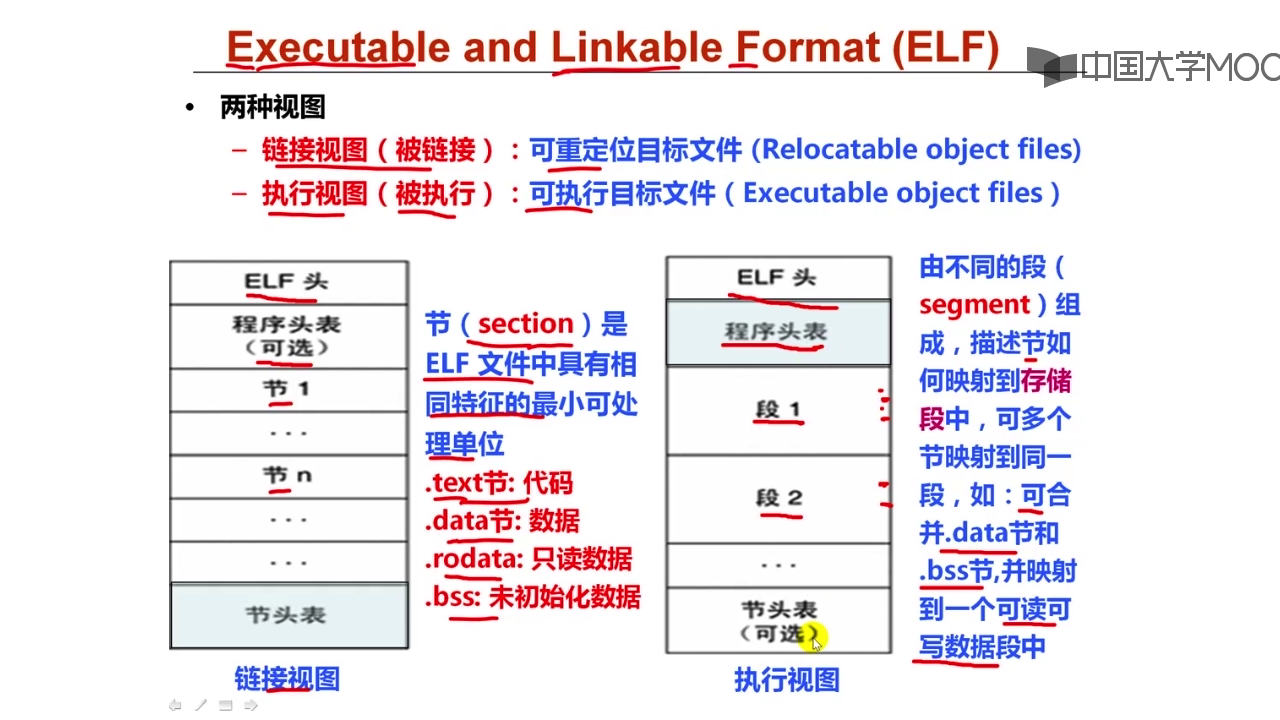 Executable and Linkable Format (ELF)
中国大学MOO
• 两种视图
– 链接视图（被链接）：可重定位目标文件 (Relocatable object files)
– 执行视图（被执行）：可执行目标文件（Executable object files）
ELF 头
程序头表
（可选）
节 1
...
节 n
...
...
节头表
链接视图
节（section）是
ELF 文件中具有相
同特征的最小可处
理单位
.text节: 代码
.data节: 数据
.rodata: 只读数据
.bss: 未初始化数据
ELF 头
程序头表
段 1
段 2
...
节头表
（可选）
执行视图
由不同的段（
segment）组
成，描述节如
何映射到存储
段中，可多个
节映射到同一
段，如：可合
并.data节和
.bss节,并映射
到一个可读可
写数据段中